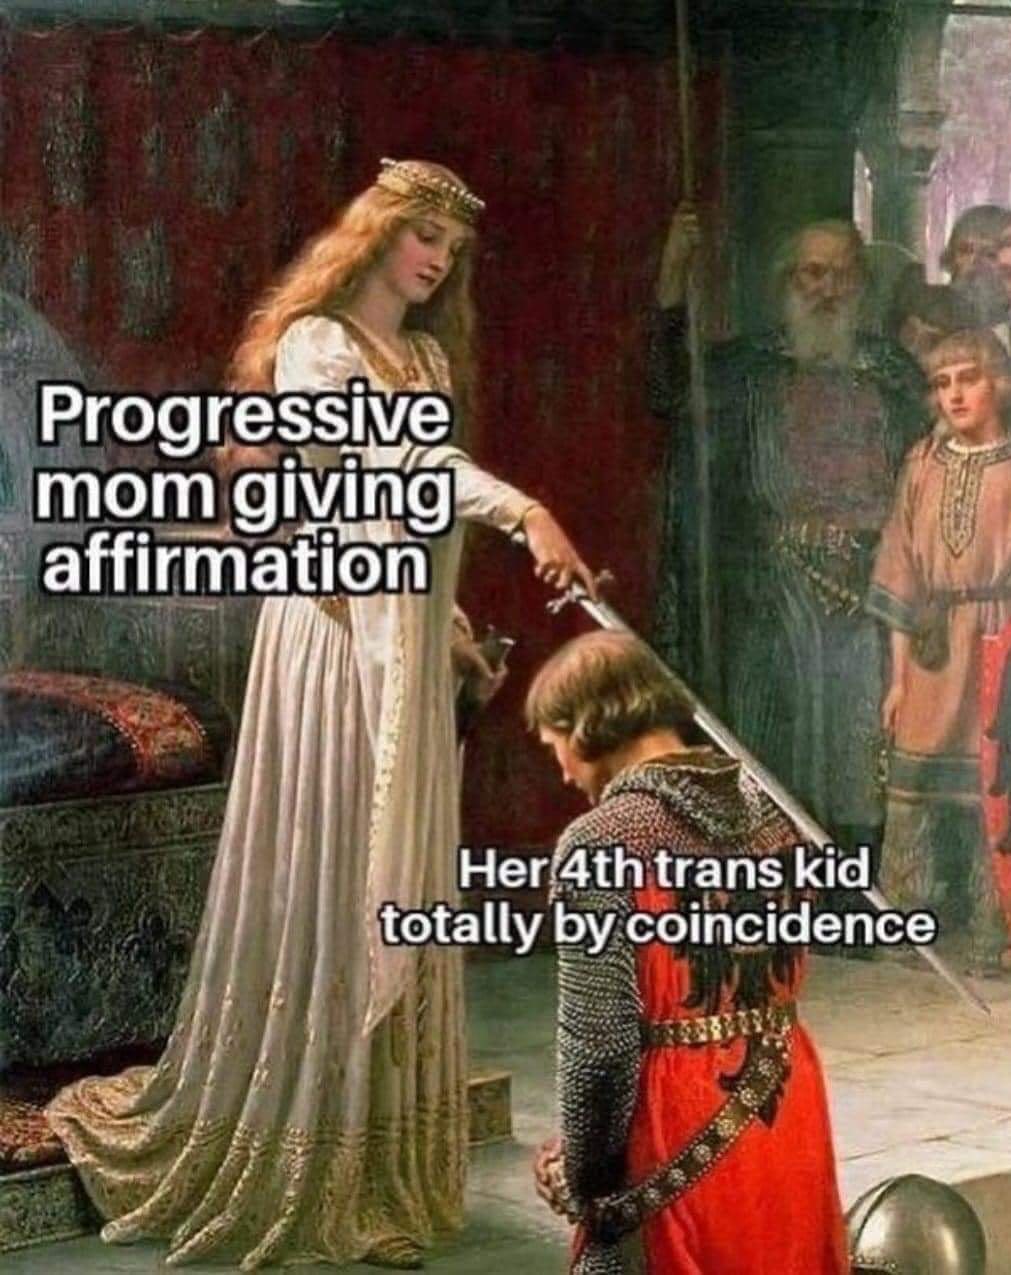 Progressive
mom giving
affirmation
Her 4th trans kid
totally by coincidence